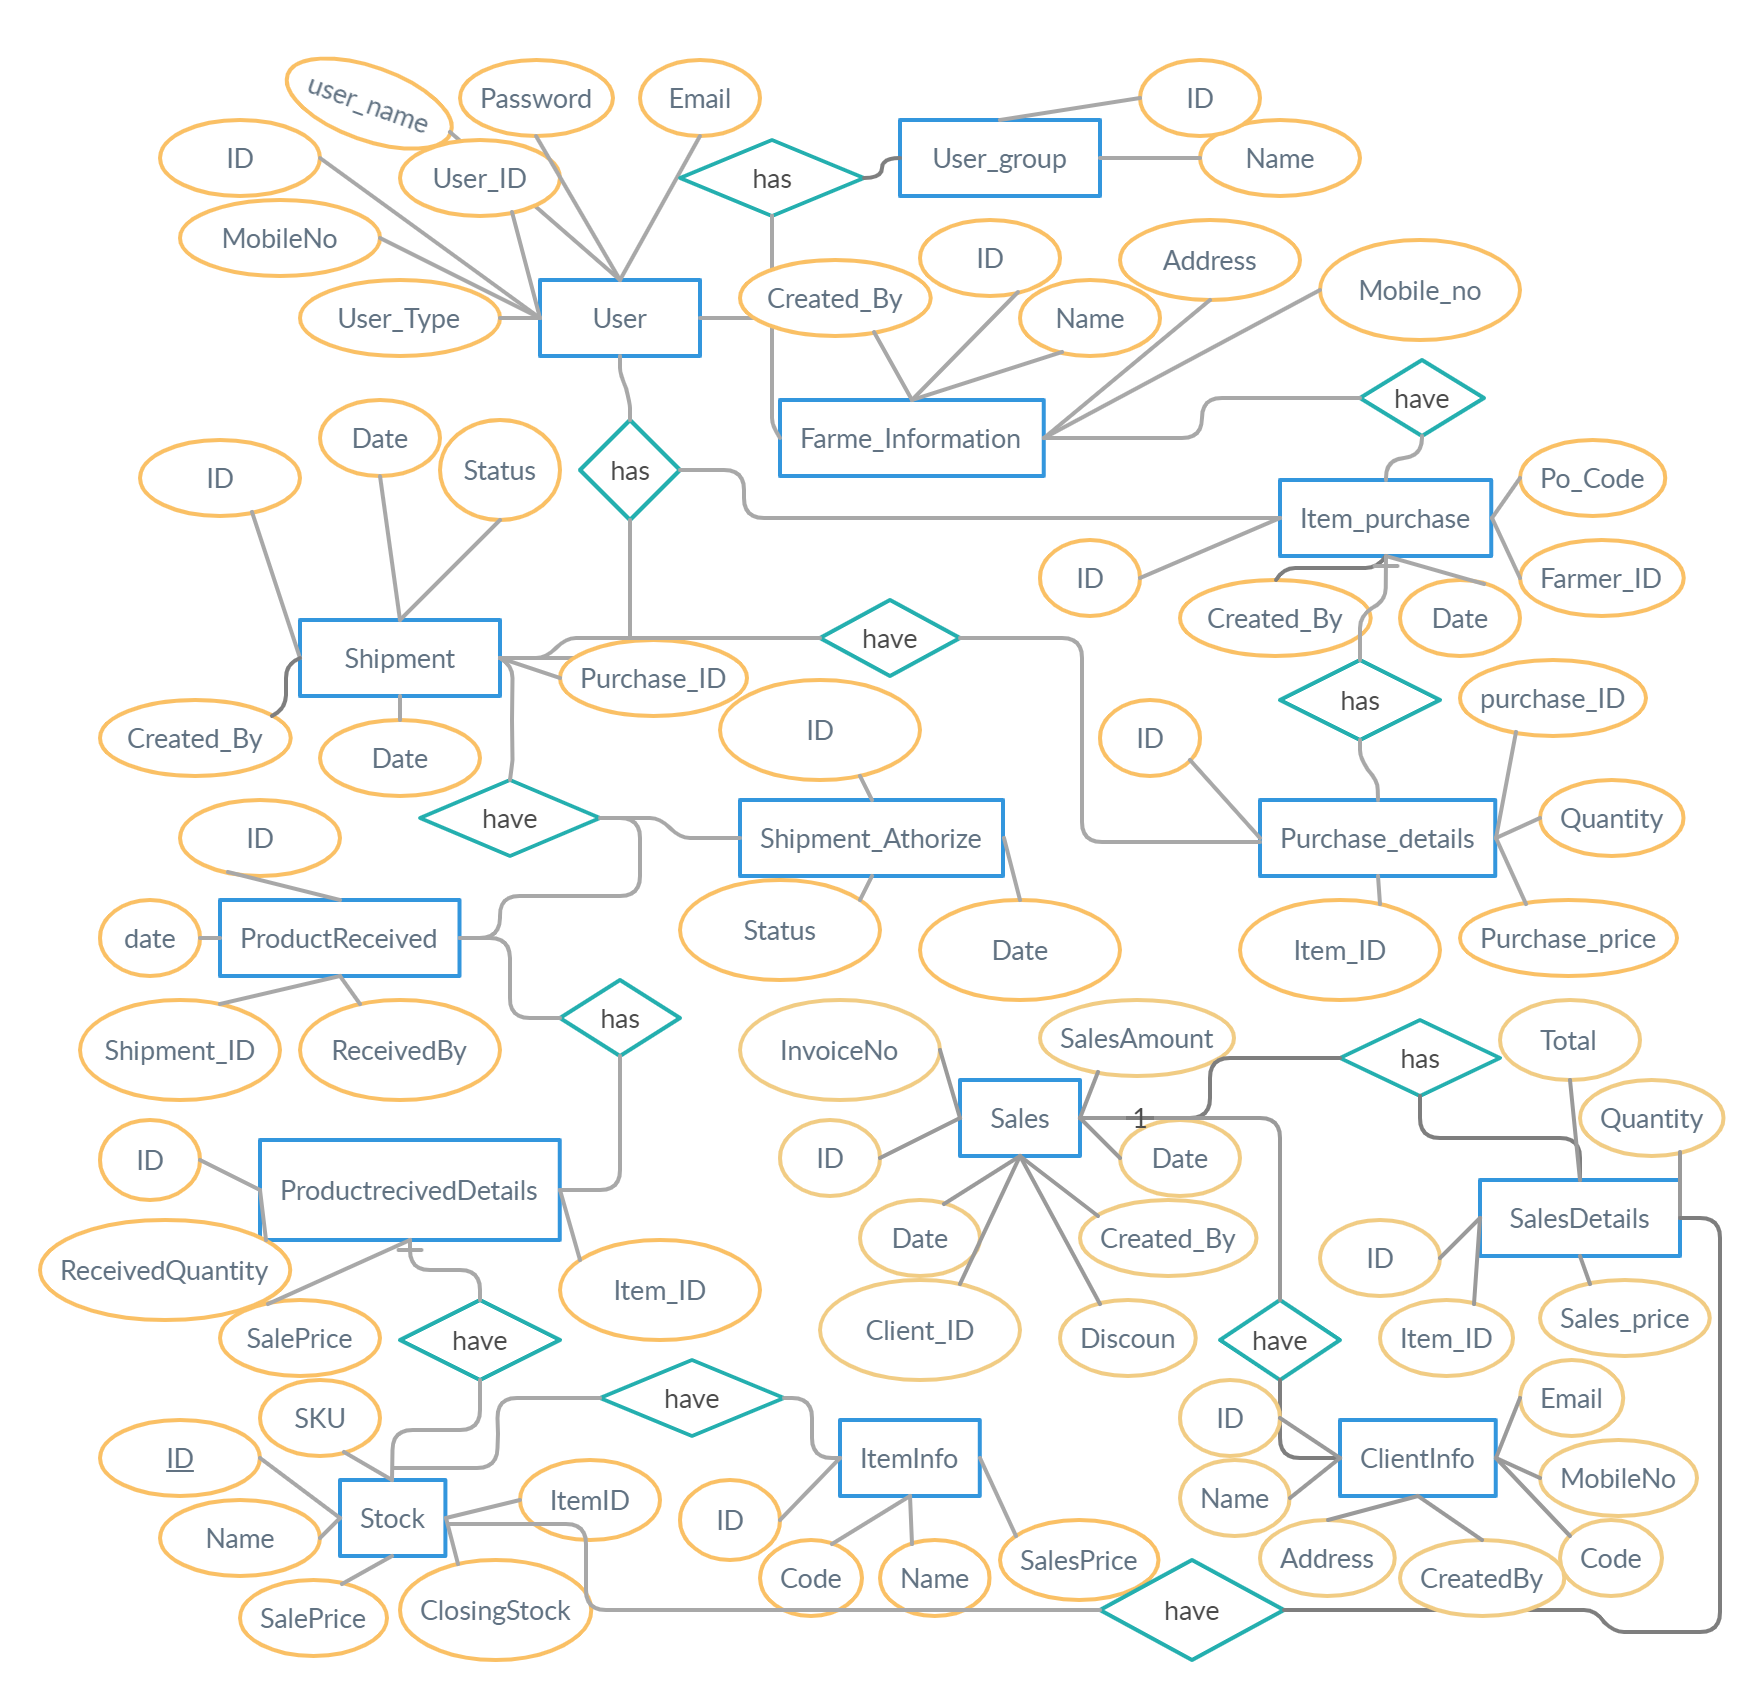 user_name
Password
Email
ID
ID
User_ID
has
User_group
Name
MobileNo
Created_By
ID
Address
Mobile_no
User_Type
User
Name
have
Date
Farme_Information
ID
Status
has
Po_Code
Item_purchase
ID
Farmer_ID
Created_By
Date
Shipment
have
Purchase_ID
has
purchase_ID
Created_By
Date
ID
ID
have
Quantity
ID
Shipment_Athorize
Purchase_details
date
ProductReceived
Status
Date
Item_ID
Purchase_price
Shipment_ID
ReceivedBy
has
InvoiceNo
SalesAmount
has
Total
Sales
1
Quantity
ID
ProductrecivedDetails
ID
Date
SalesDetails
ReceivedQuantity
Item_ID
Date
Created_By
ID
SalePrice
have
Client_ID
Discoun
have
Item_ID
Sales_price
SKU
have
ID
Email
ID
ItemInfo
ClientInfo
MobileNo
Name
Stock
ItemID
ID
Name
SalePrice
ClosingStock
Code
Name
SalesPrice
have
Address
CreatedBy
Code